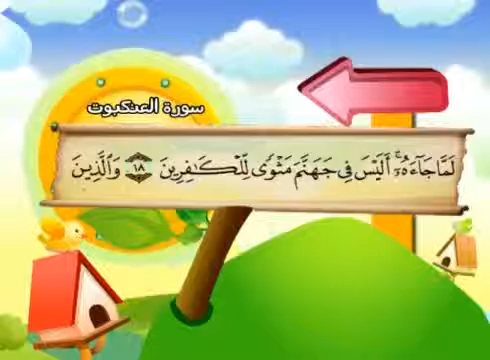 سورة العنكبوت
لَمَّا جَآءَهُۥٓ ۚ أَلَيْسَ فِى جَهَنَّمَ مَثْوًى لِّلْكَـٰفِرِينَ ٦٨ وَٱلَّذِينَ